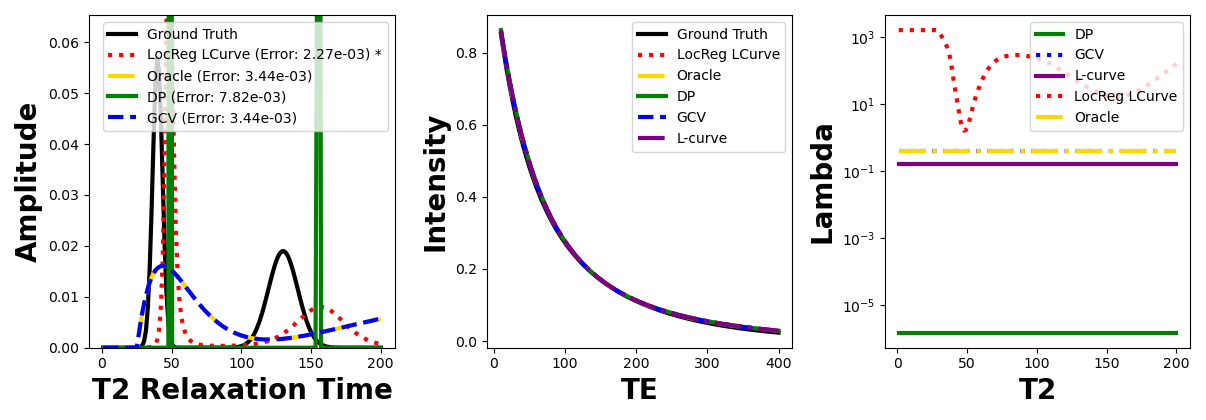 Amplitude
0.06
0.05
0.04
0.03
0.02
0.01
0.00
0
50
100
150
200
T2 Relaxation Time
Ground Truth
LocReg LCurve (Error: 2.27e-03) *
Oracle (Error: 3.44e-03)
DP (Error: 7.82e-03)
GCV (Error: 3.44e-03)
Intensity
0.8
0.6
0.4
0.2
0.0
0
100
200
300
400
TE
Ground Truth
LocReg LCurve
Oracle
DP
GCV
L-curve
Lambda
10³
10¹
10⁻¹
10⁻³
10⁻⁵
0
50
100
150
200
T2
DP
GCV
L-curve
LocReg LCurve
Oracle